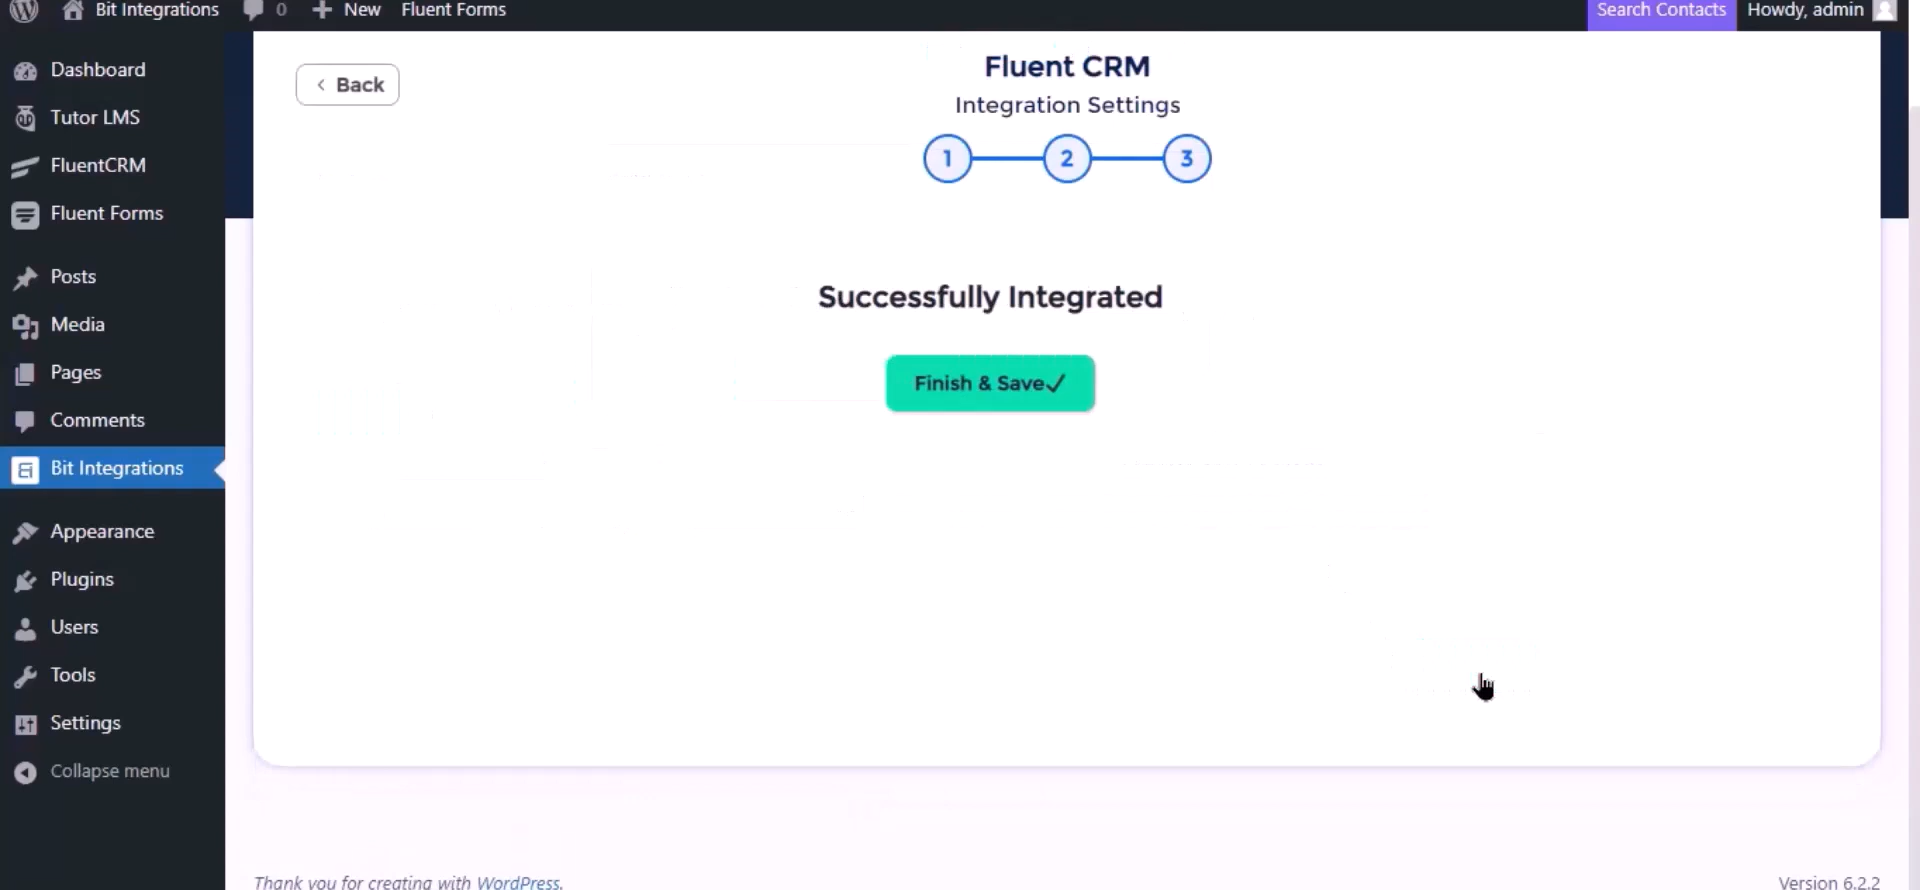 Bit Integrations 0 New Fluent Forms Search Contacts Howdy, admin
Dashboard
Tutor LMS
FluentCRM
Fluent Forms
Posts
Media
Pages
Comments
Bit Integrations
Appearance
Plugins
Users
Tools
Settings
Collapse menu
Back
Fluent CRM
Integration Settings
1 2 3
Successfully Integrated
Finish & Save✓
Thank you for creating with WordPress.
Version 6.2.2